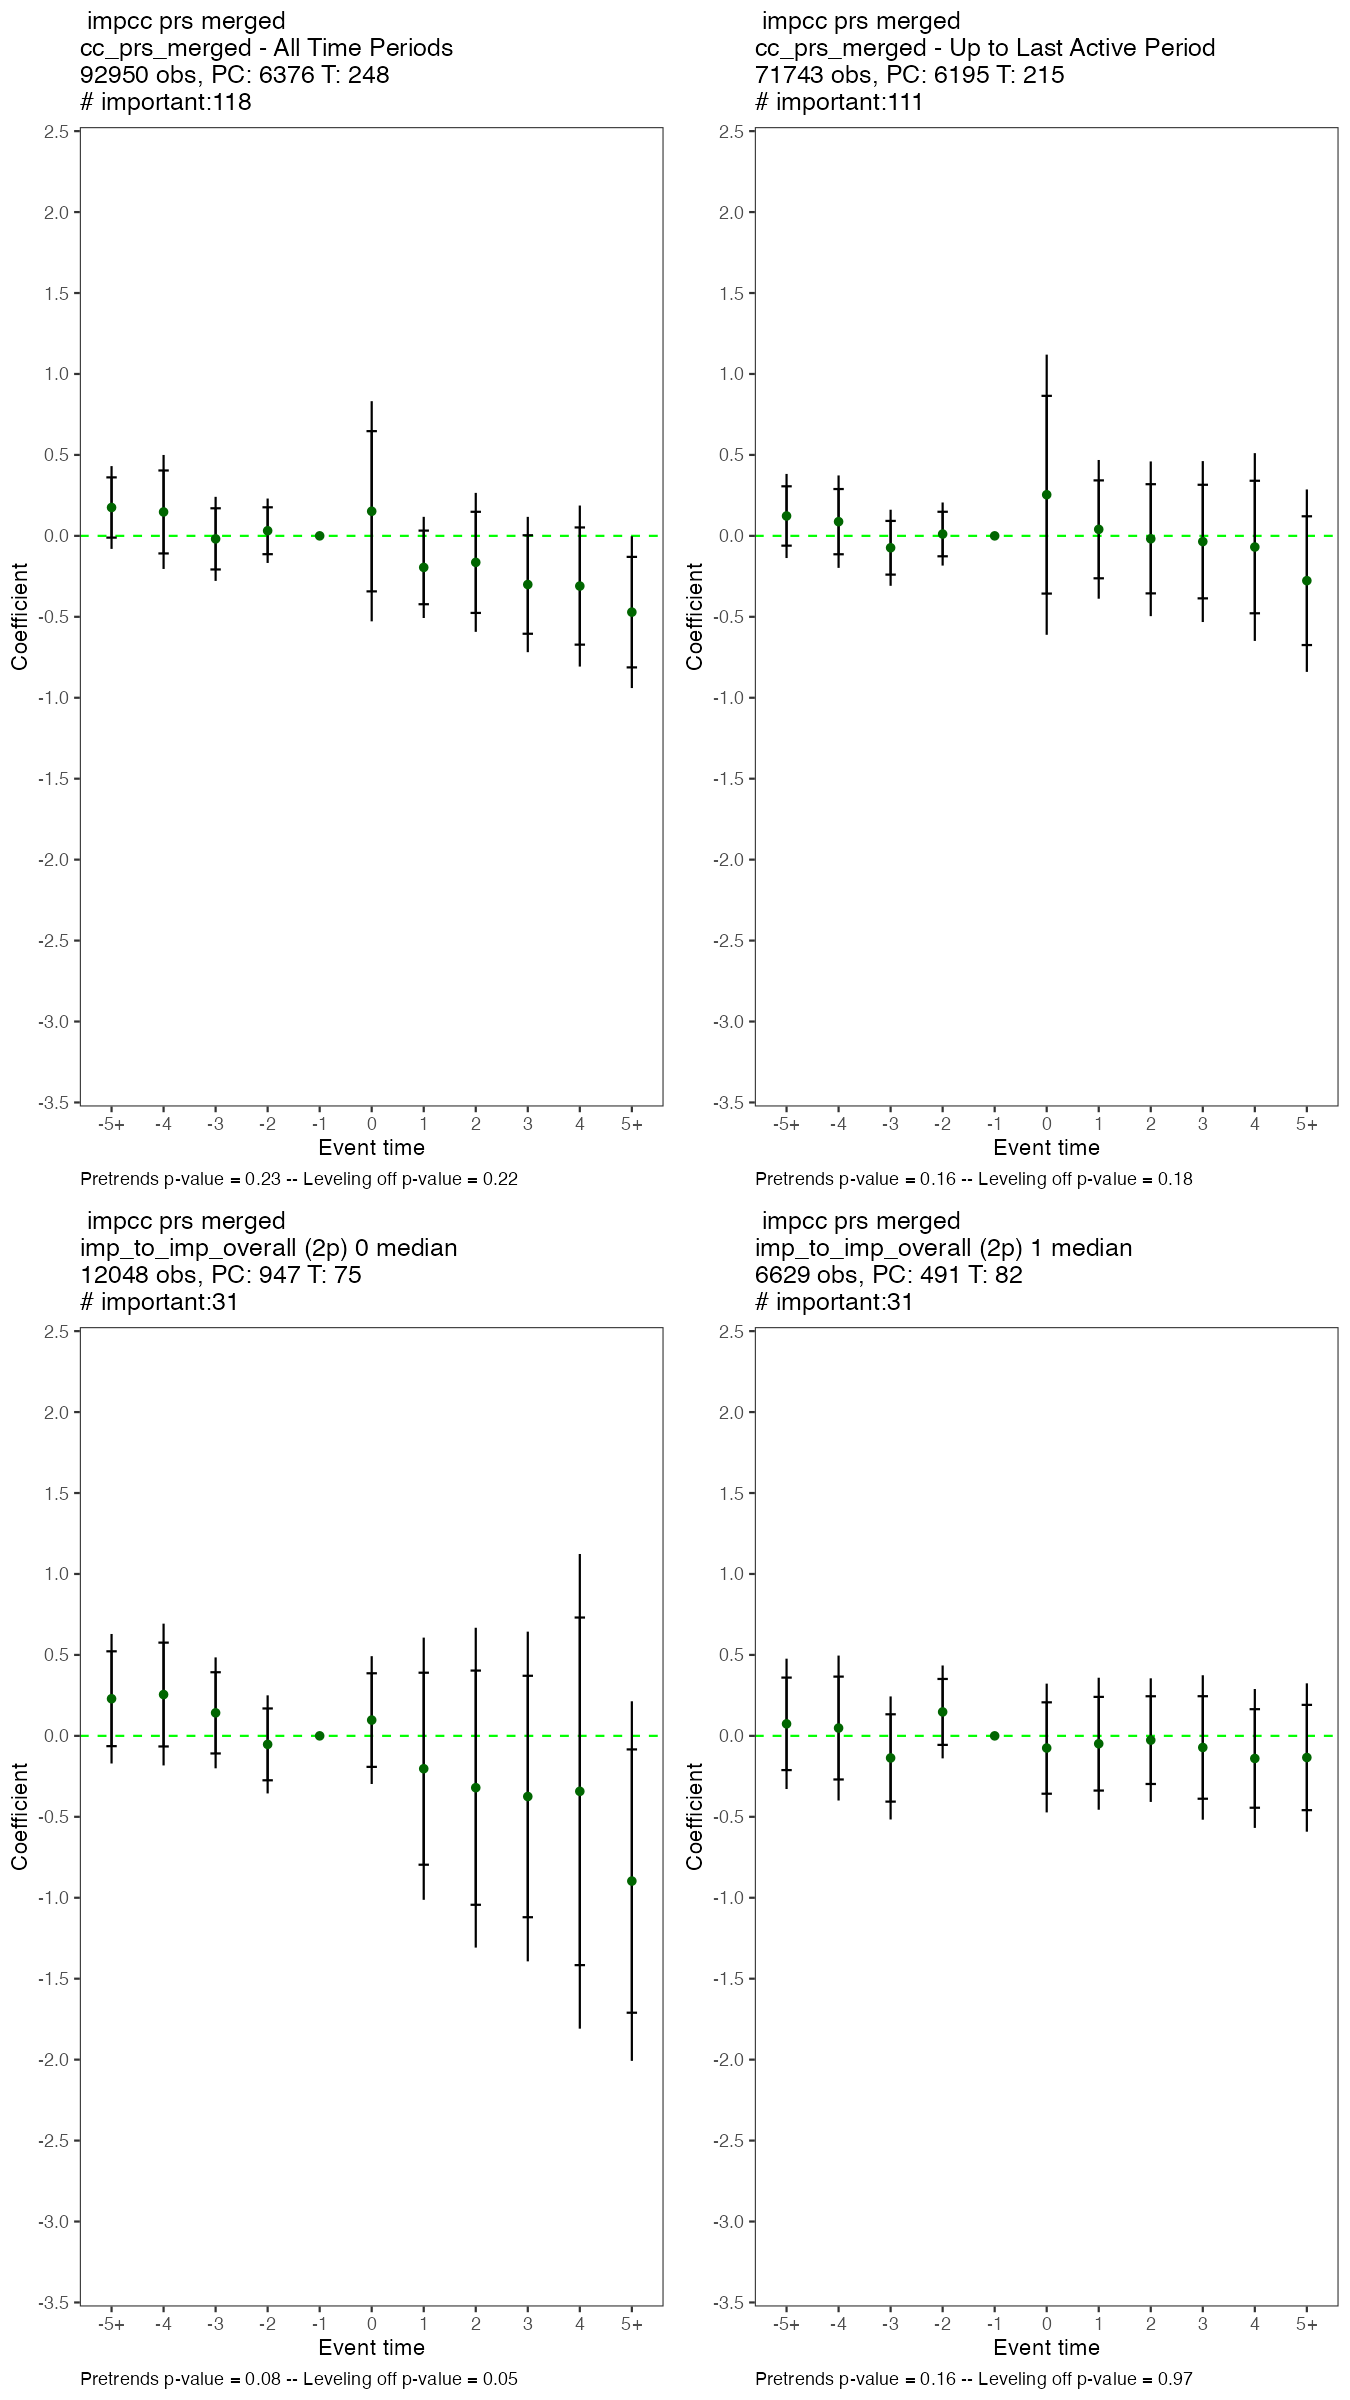 impcc prs merged
cc_prs_merged - All Time Periods
92950 obs, PC: 6376 T: 248
# important:118
2.5
2.0
1.5
1.0
0.5
0.0
-0.5
-1.0
-1.5
-2.0
-2.5
-3.0
-3.5
Coefficient
-5+ -4 -3 -2 -1 0 1 2 3 4 5+
Event time
Pretrends p-value = 0.23 -- Leveling off p-value = 0.22
impcc prs merged
cc_prs_merged - Up to Last Active Period
71743 obs, PC: 6195 T: 215
# important:111
2.5
2.0
1.5
1.0
0.5
0.0
-0.5
-1.0
-1.5
-2.0
-2.5
-3.0
-3.5
Coefficient
-5+ -4 -3 -2 -1 0 1 2 3 4 5+
Event time
Pretrends p-value = 0.16 -- Leveling off p-value = 0.18
impcc prs merged
imp_to_imp_overall (2p) 0 median
12048 obs, PC: 947 T: 75
# important:31
2.5
2.0
1.5
1.0
0.5
0.0
-0.5
-1.0
-1.5
-2.0
-2.5
-3.0
-3.5
Coefficient
-5+ -4 -3 -2 -1 0 1 2 3 4 5+
Event time
Pretrends p-value = 0.08 -- Leveling off p-value = 0.05
impcc prs merged
imp_to_imp_overall (2p) 1 median
6629 obs, PC: 491 T: 82
# important:31
2.5
2.0
1.5
1.0
0.5
0.0
-0.5
-1.0
-1.5
-2.0
-2.5
-3.0
-3.5
Coefficient
-5+ -4 -3 -2 -1 0 1 2 3 4 5+
Event time
Pretrends p-value = 0.16 -- Leveling off p-value = 0.97